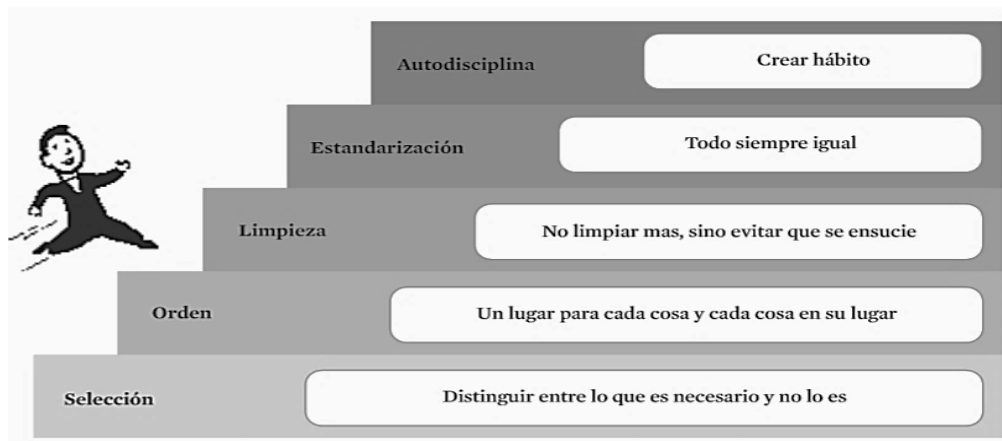 Autodisciplina
Crear hábito
Estandarización
Todo siempre igual
Limpieza
No limpiar mas, sino evitar que se ensucie
Orden
Un lugar para cada cosa y cada cosa en su lugar
Selección
Distinguir entre lo que es necesario y no lo es